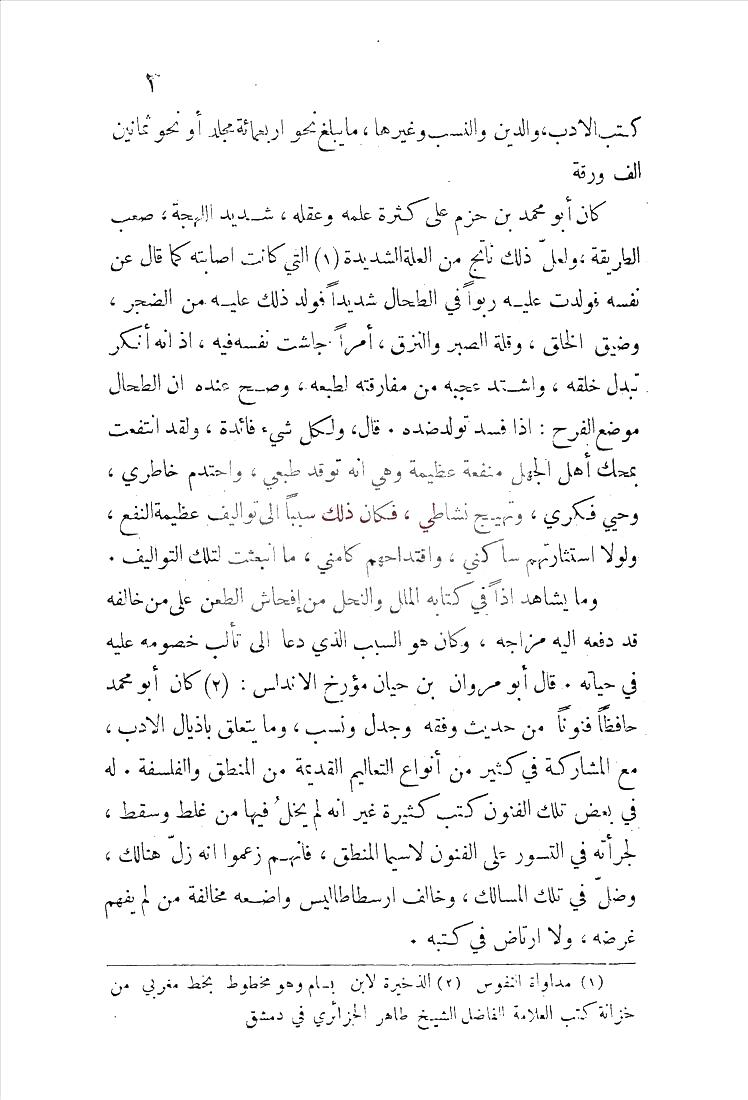 ٢
كتب الادب، والدين والنسب وغيرها، ما يبلغ نحو اربعمائة مجلد أو نحو ثمانين
الف ورقة
كان أبو محمد بن حزم على كثرة علمه وعقله، شديد اللهجة، صعب
الطريقة، ولعلّ ذلك ناتج من العلة الشديدة (١) التي كانت اصابته كما قال عن
نفسه فولدت عليه ربواً في الطحال شديداً فولد ذلك عليه من الضجر،
وضيق الخلق، وقلة الصبر والنزق، أمراً جاشت نفسه فيه، اذ انه أنكر
تبدل خلقه، واشتد عجبه من مفارقته لطبعه، وصح عنده ان الطحال
موضع الفرح: اذا فسد تولد ضده. قال، ولكل شيء فائدة، ولقد انتفعت
بمحك أهل الجهل منفعة عظيمة وهي انه توقد طبعي، واحتدم خاطري،
وحيي فكري، وتهيج نشاطي، فكان ذلك سبباً الى تواليف عظيمة النفع،
ولولا استثارتهم ساكني، واقتداحهم كامني، ما انبعثت لتلك التواليف.
وما يشاهد اذاً في كتابه الملل والنحل من إفحاش الطعن على من خالفه
قد دفعه اليه مزاجه، وكان هو السبب الذي دعا الى تألب خصومه عليه
في حياته. قال أبو مروان بن حيان مؤرخ الاندلس: (٢) كان أبو محمد
حافظاً فنوناً من حديث وفقه وجدل ونسب، وما يتعلق باذيال الادب،
مع المشاركة في كثير من أنواع التعاليم القديمة من المنطق والفلسفة. له
في بعض تلك الفنون كتب كثيرة غير انه لم يخلُ فيها من غلط وسقط،
لجرأته في التسور على الفنون لاسيما المنطق، فانهم زعموا انه زلّ هنالك،
وضلّ في تلك المسالك، وخالف ارسطاطاليس واضعه مخالفة من لم يفهم
غرضه، ولا ارتاض في كتبه.
(١) مداواة النفوس (٢) الذخيرة لابن بسام وهو مخطوط بخط مغربي من
خزانة كتب العلامة الفاضل الشيخ طاهر الجزائري في دمشق